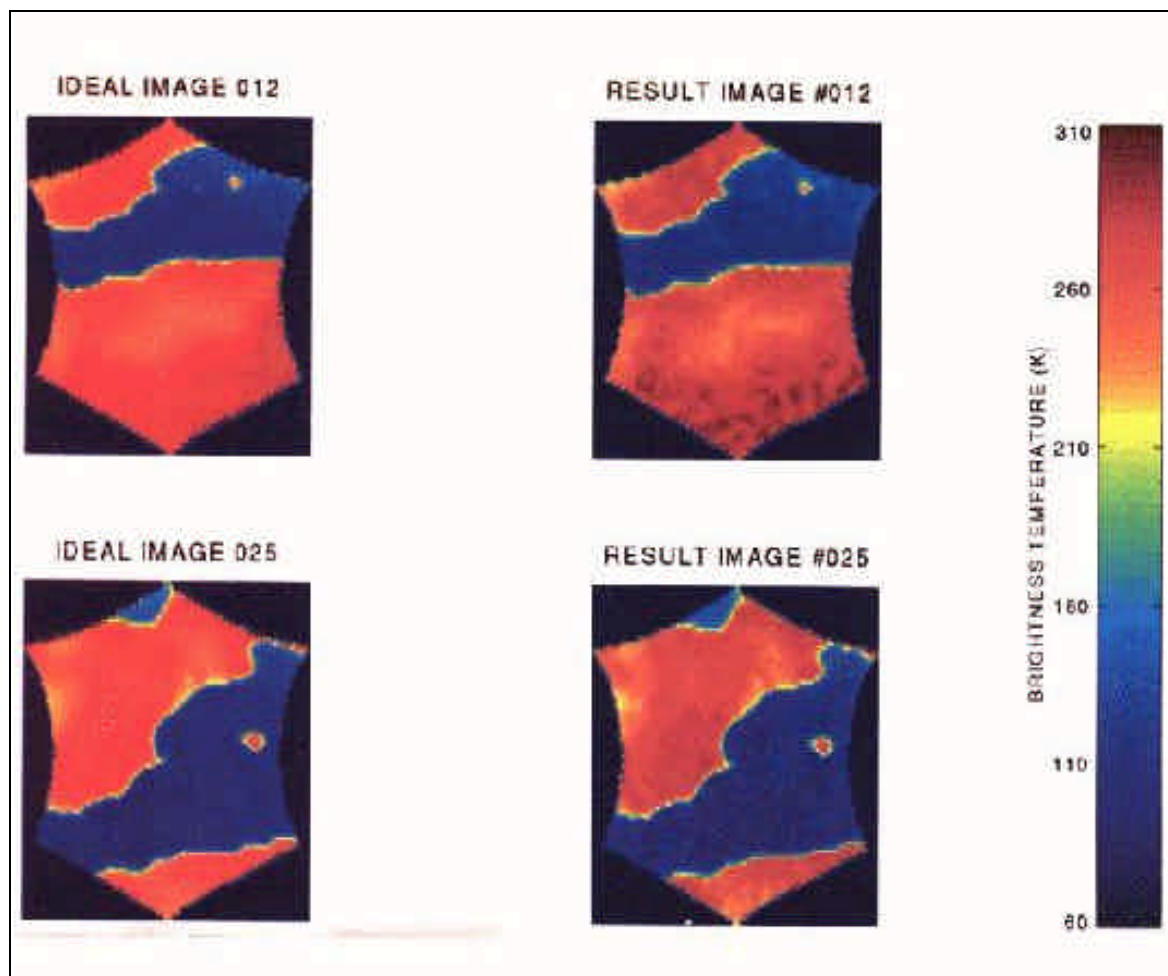 IDEAL IMAGE 012
RESULT IMAGE #012
310
260
210
160
110
60
BRIGHTNESS TEMPERATURE (K)
IDEAL IMAGE 025
RESULT IMAGE #025